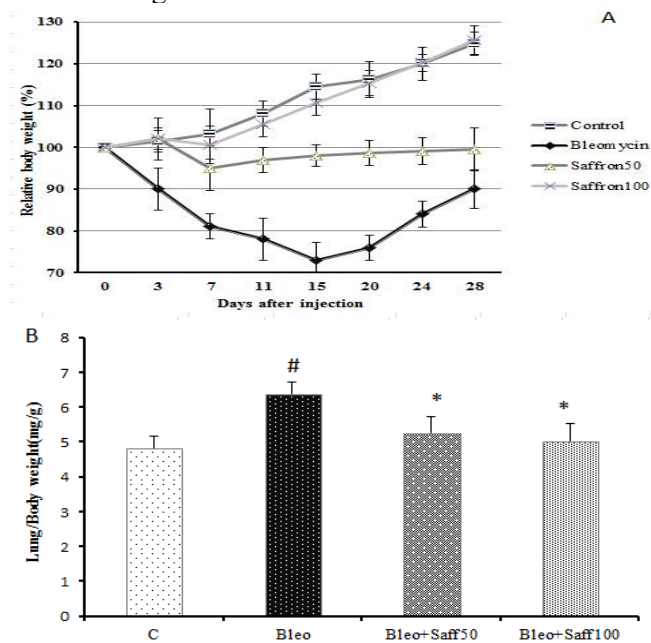 A
130
120
110
100
90
80
70
Relative body weight (%)
0 3 7 11 15 20 24 28
Days after injection
Control
Bleomycin
Saffron50
Saffron100
B
8
7
6
5
4
3
2
1
0
Lung/Body weight(mg/g)
#
*
*
C Bleo Bleo+Saff50 Bleo+Saff100